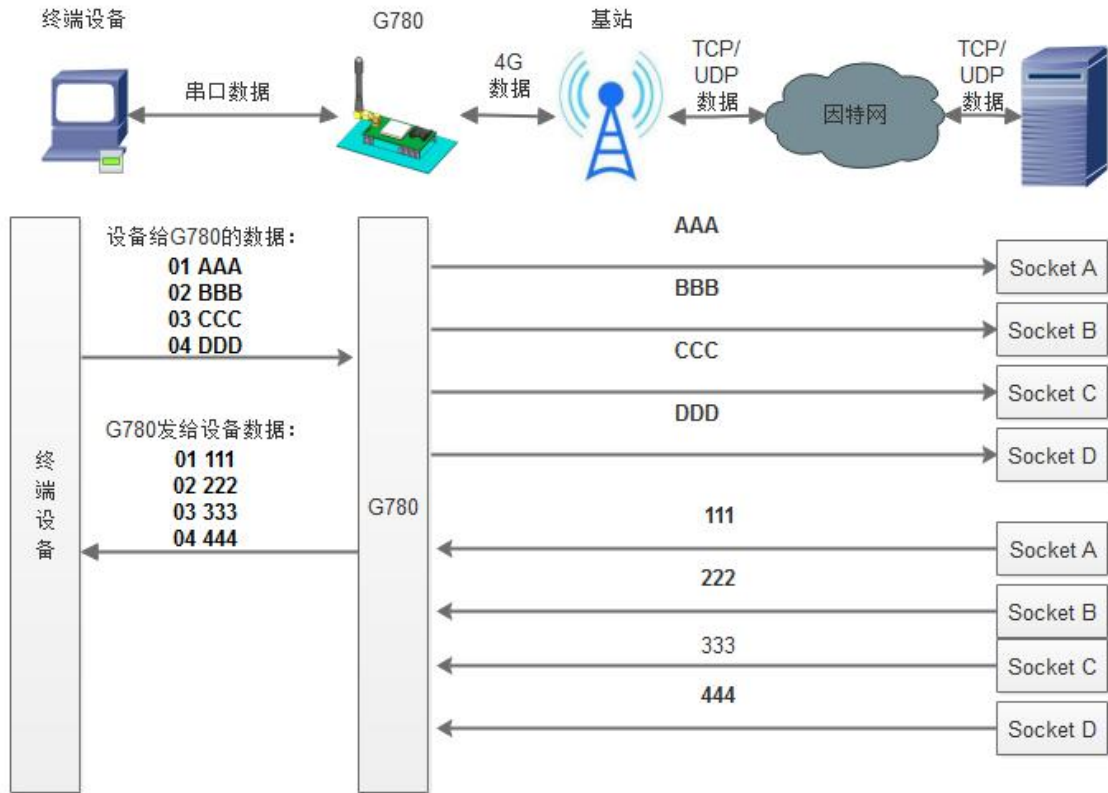 终端设备
G780
基站
串口数据
4G
数据
TCP/
UDP
数据
因特网
TCP/
UDP
数据
设备给G780的数据：
01 AAA
02 BBB
03 CCC
04 DDD
G780发给设备数据：
01 111
02 222
03 333
04 444
终
端
设
备
G780
AAA
Socket A
BBB
Socket B
CCC
Socket C
DDD
Socket D
111
Socket A
222
Socket B
333
Socket C
444
Socket D